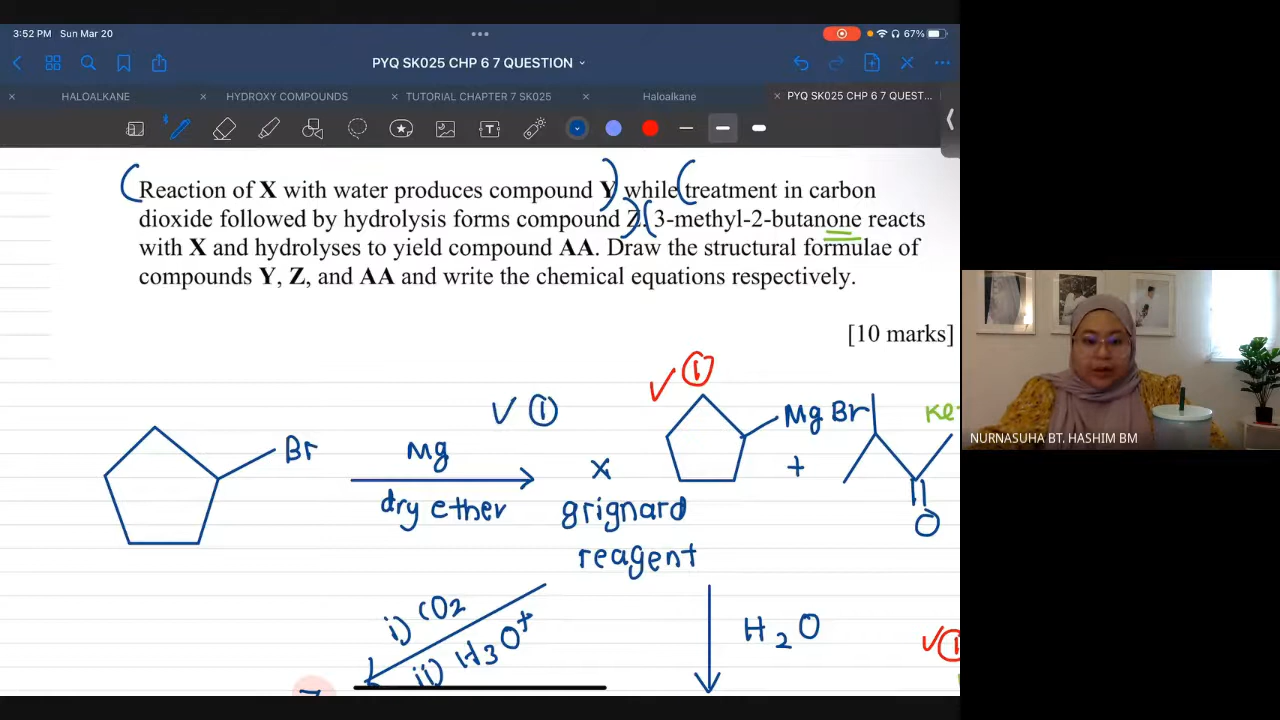 3:52 PM Sun Mar 20
67%
PYQ SK025 CHP 6 7 QUESTION
HALOALKANE
HYDROXY COMPOUNDS
TUTORIAL CHAPTER 7 SK025
Haloalkane
PYQ SK025 CHP 6 7 QUEST...
Reaction of X with water produces compound Y while treatment in carbon
dioxide followed by hydrolysis forms compound Z. 3-methyl-2-butanone reacts
with X and hydrolyses to yield compound AA. Draw the structural formulae of
compounds Y, Z, and AA and write the chemical equations respectively.
[10 marks]
✓ ①
✓ ①
Br
Mg
dry ether
x
grignard
reagent
MgBr
+
O
NURNASUHA BT. HASHIM BM
i) CO2
ii) H3O+
H2O